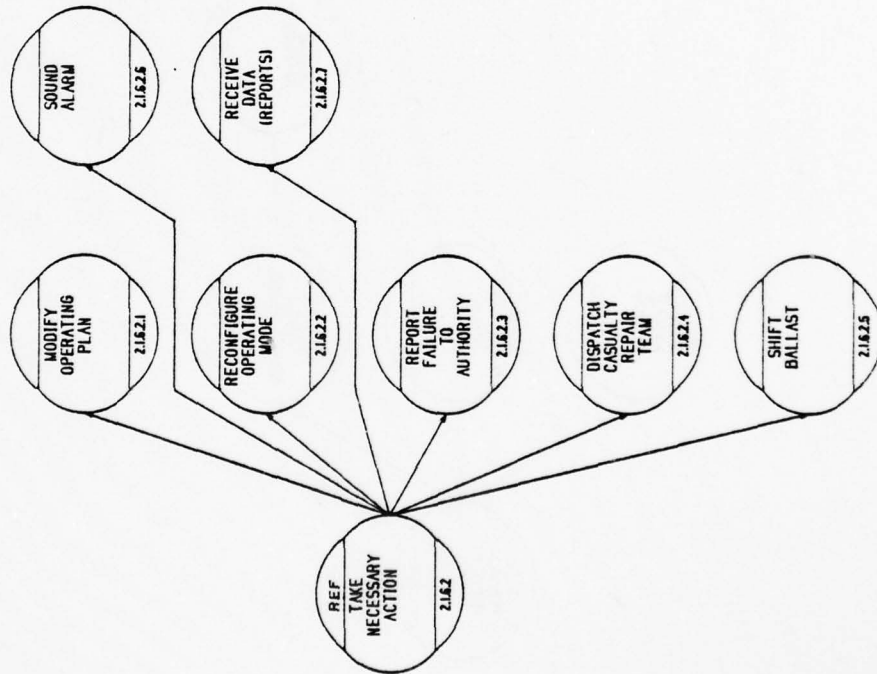 REF
TAKE
NECESSARY
ACTION
2.1.6.2
MODIFY
OPERATING
PLAN
2.1.6.2.1
RECONFIGURE
OPERATING
MODE
2.1.6.2.2
REPORT
FAILURE
TO
AUTHORITY
2.1.6.2.3
DISPATCH
CASUALTY
REPAIR
TEAM
2.1.6.2.4
SHIFT
BALLAST
2.1.6.2.5
SOUND
ALARM
2.1.6.2.6
RECEIVE
DATA
(REPORTS)
2.1.6.2.7